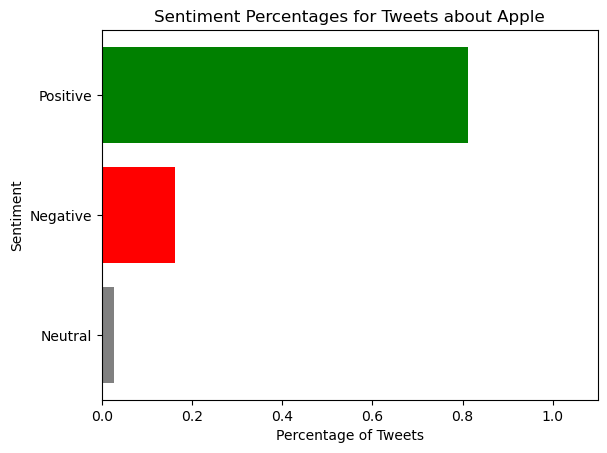 Sentiment Percentages for Tweets about Apple
Positive
Negative
Neutral
Sentiment
0.0 0.2 0.4 0.6 0.8 1.0
Percentage of Tweets